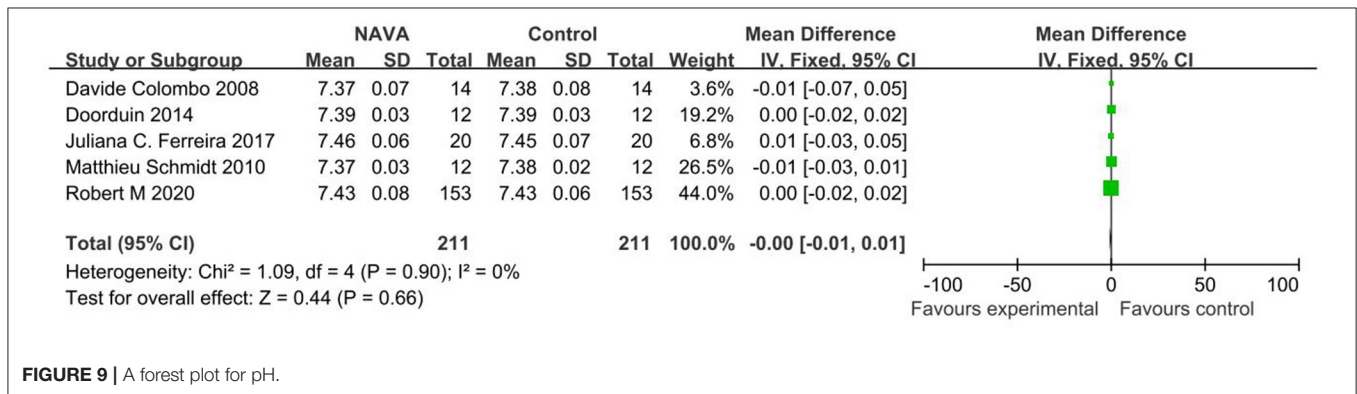 NAVA Control Mean Difference Mean Difference
Study or Subgroup Mean SD Total Mean SD Total Weight IV, Fixed, 95% CI IV, Fixed, 95% CI
Davide Colombo 2008 7.37 0.07 14 7.38 0.08 14 3.6% -0.01 [-0.07, 0.05]
Doorduin 2014 7.39 0.03 12 7.39 0.03 12 19.2% 0.00 [-0.02, 0.02]
Juliana C. Ferreira 2017 7.46 0.06 20 7.45 0.07 20 6.8% 0.01 [-0.03, 0.05]
Matthieu Schmidt 2010 7.37 0.03 12 7.38 0.02 12 26.5% -0.01 [-0.03, 0.01]
Robert M 2020 7.43 0.08 153 7.43 0.06 153 44.0% 0.00 [-0.02, 0.02]
Total (95% CI) 211 211 100.0% -0.00 [-0.01, 0.01]
Heterogeneity: Chi² = 1.09, df = 4 (P = 0.90); I² = 0%
Test for overall effect: Z = 0.44 (P = 0.66)
-100 -50 0 50 100
Favours experimental Favours control
FIGURE 9 | A forest plot for pH.